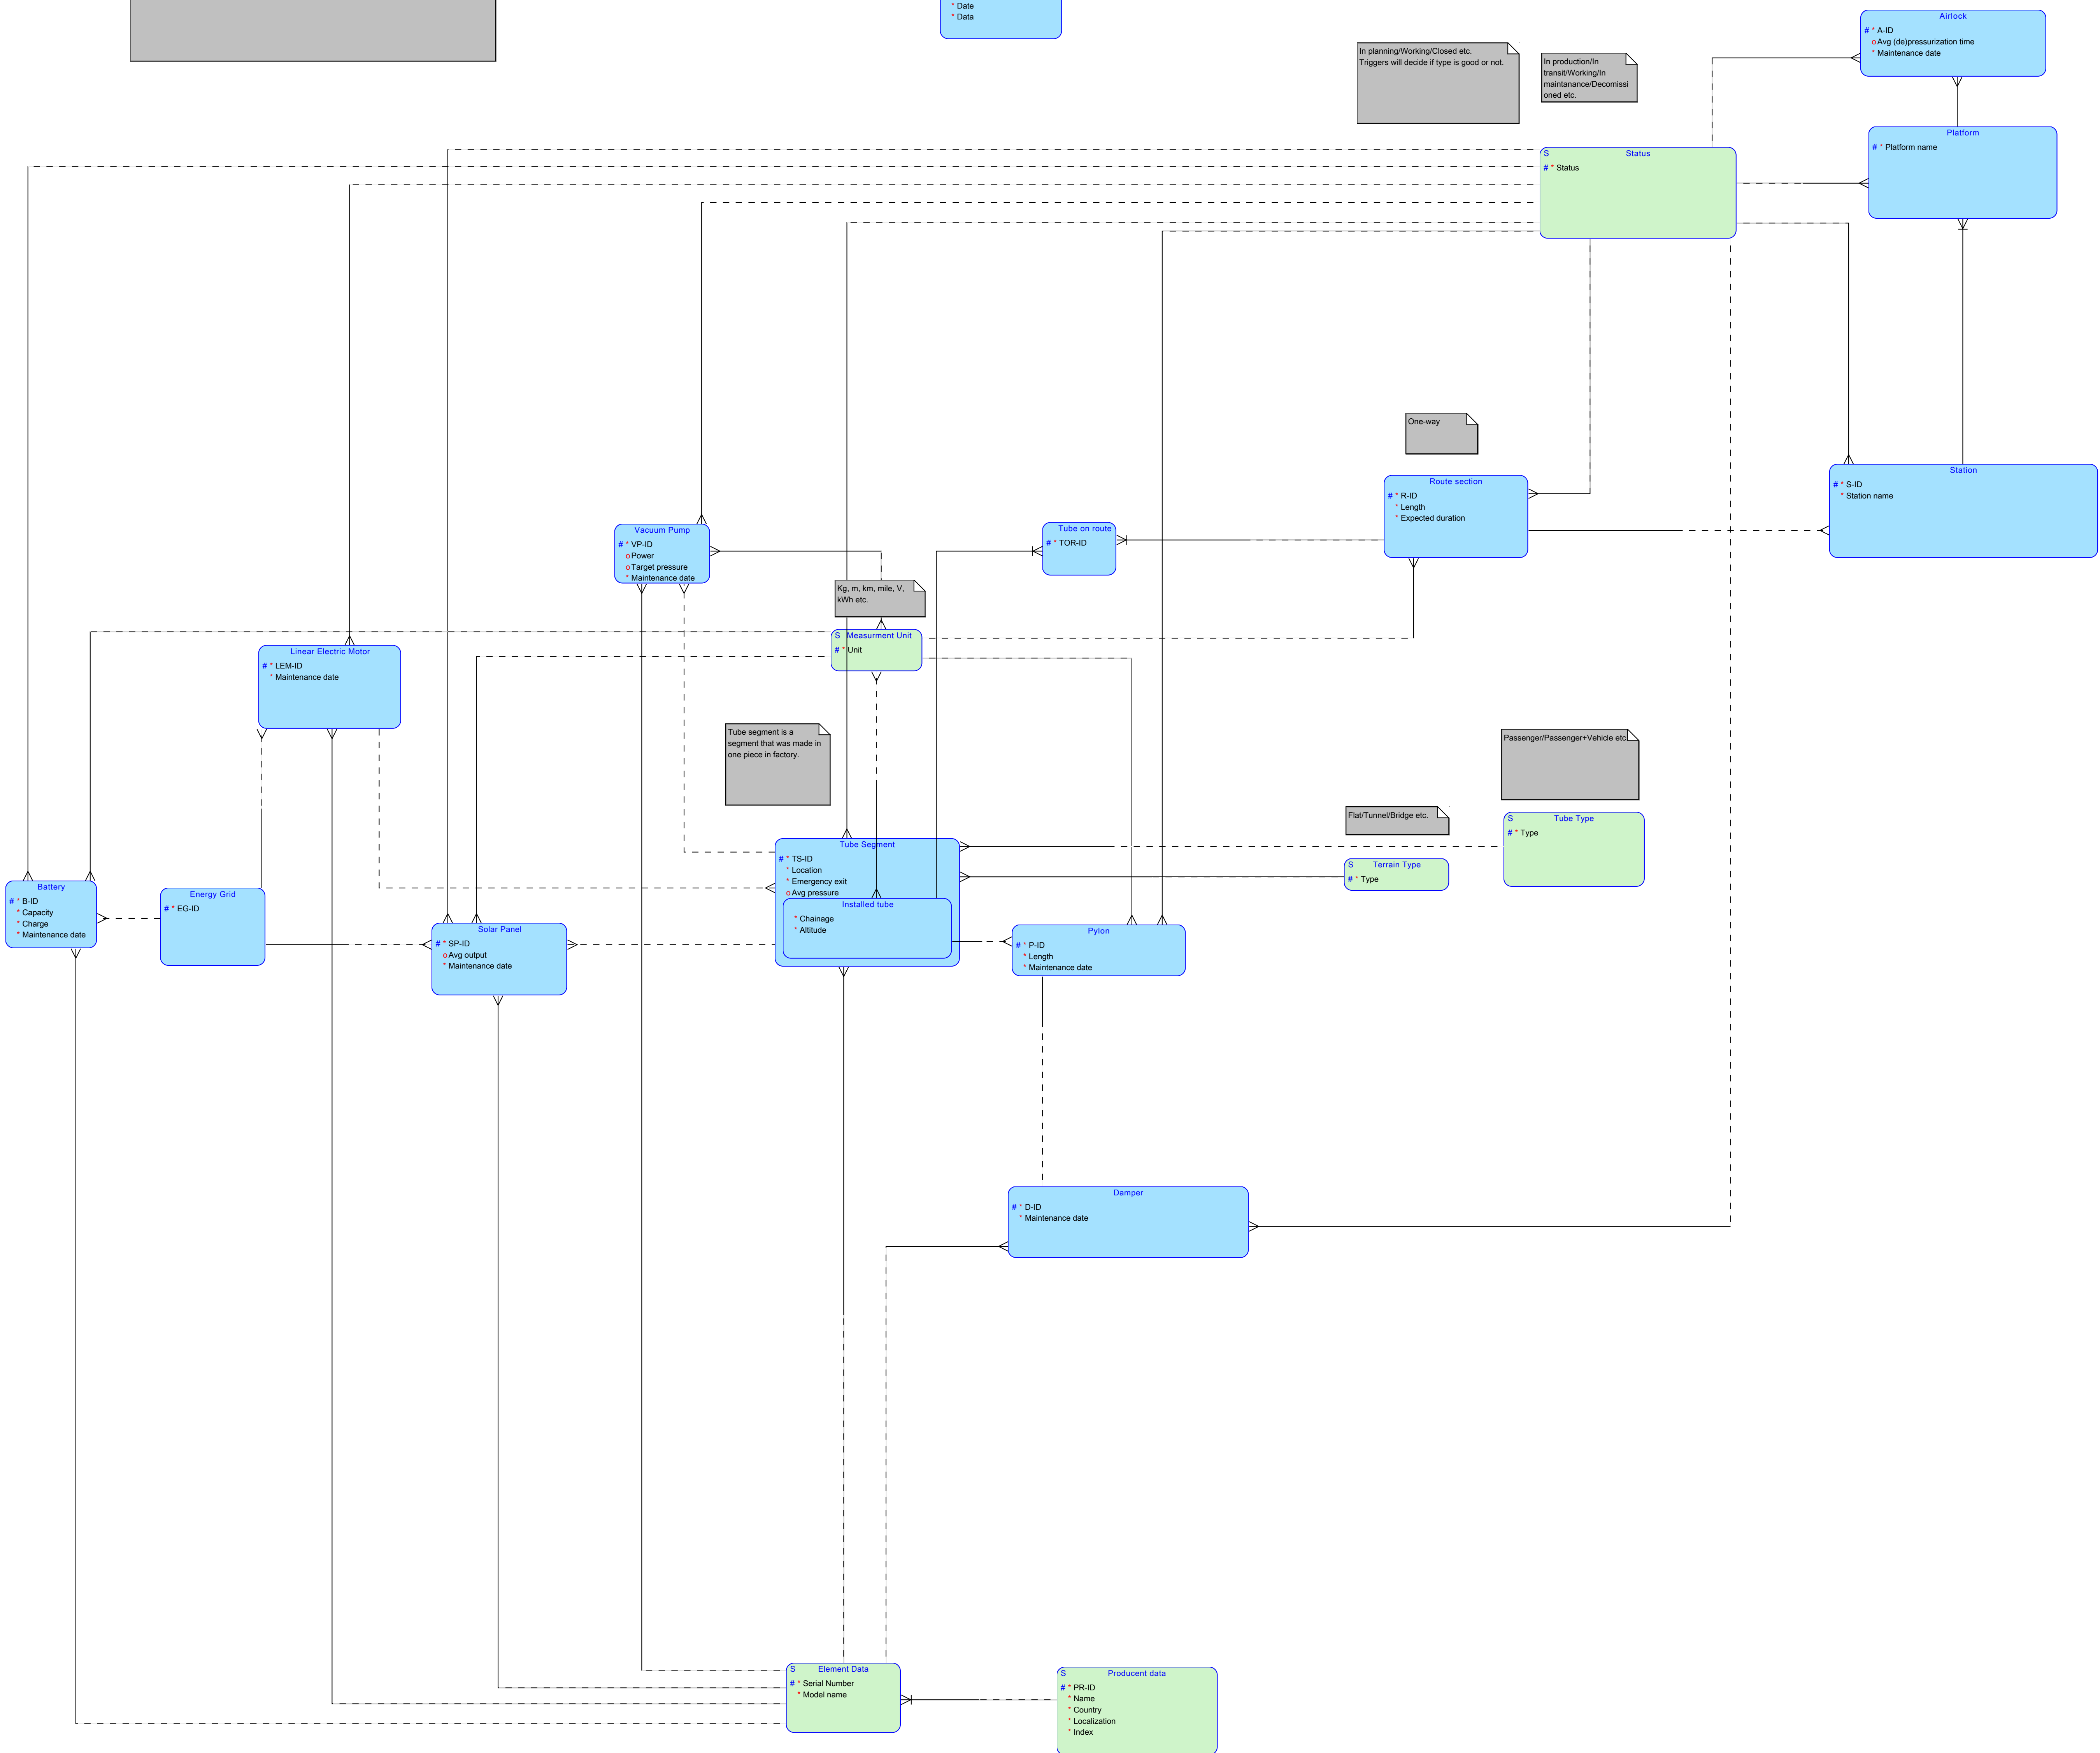 * Date
* Data
Airlock
# * A-ID
o Avg (de)pressurization time
* Maintenance date
In planning/Working/Closed etc.
Triggers will decide if type is good or not.
In production/In
transit/Working/In
maintanance/Decomissi
oned etc.
Platform
# * Platform name
S Status
# * Status
One-way
Station
# * S-ID
* Station name
Route section
# * R-ID
* Length
* Expected duration
Tube on route
# * TOR-ID
Vacuum Pump
# * VP-ID
o Power
o Target pressure
* Maintenance date
Kg, m, km, mile, V,
kWh etc.
S Measurment Unit
# * Unit
Linear Electric Motor
# * LEM-ID
* Maintenance date
Tube segment is a
segment that was made in
one piece in factory.
Passenger/Passenger+Vehicle etc.
Flat/Tunnel/Bridge etc.
S Tube Type
# * Type
S Terrain Type
# * Type
Tube Segment
# * TS-ID
* Location
* Emergency exit
o Avg pressure
Installed tube
* Chainage
* Altitude
Battery
# * B-ID
* Capacity
* Charge
* Maintenance date
Energy Grid
# * EG-ID
Solar Panel
# * SP-ID
o Avg output
* Maintenance date
Pylon
# * P-ID
* Length
* Maintenance date
Damper
# * D-ID
* Maintenance date
S Element Data
# * Serial Number
* Model name
S Producent data
# * PR-ID
* Name
* Country
* Localization
* Index